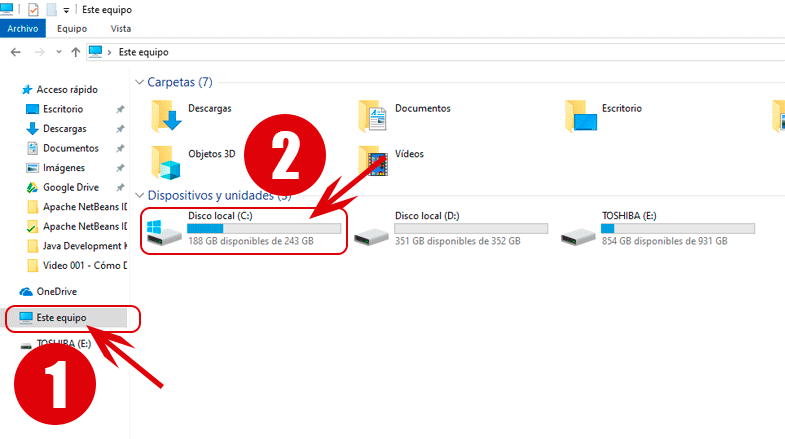 Este equipo
Archivo Equipo Vista
Este equipo
Acceso rápido
Escritorio
Descargas
Documentos
Imágenes
Google Drive
Apache NetBeans ID
Apache NetBeans ID
Java Development K
Video 001 - Cómo D
OneDrive
Este equipo
TOSHIBA (E:)
1
Carpetas (7)
Descargas Documentos Escritorio
Objetos 3D Vídeos
2
Dispositivos y unidades (3)
Disco local (C:) Disco local (D:) TOSHIBA (E:)
188 GB disponibles de 243 GB 351 GB disponibles de 352 GB 854 GB disponibles de 931 GB